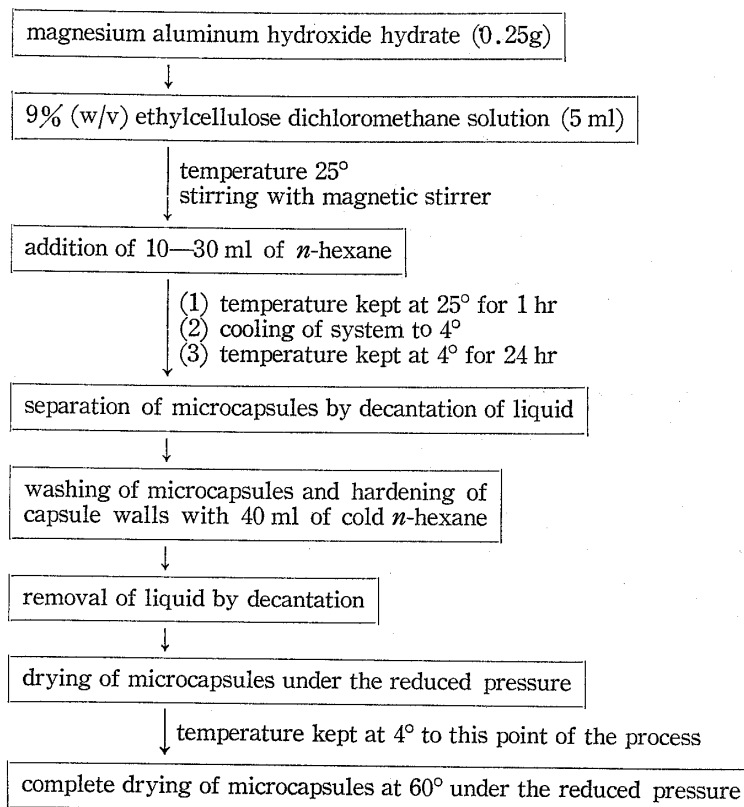 magnesium aluminum hydroxide hydrate (0.25g)
↓
9% (w/v) ethylcellulose dichloromethane solution (5 ml)
temperature 25°
stirring with magnetic stirrer
↓
addition of 10—30 ml of n-hexane
(1) temperature kept at 25° for 1 hr
(2) cooling of system to 4°
(3) temperature kept at 4° for 24 hr
↓
separation of microcapsules by decantation of liquid
↓
washing of microcapsules and hardening of
capsule walls with 40 ml of cold n-hexane
↓
removal of liquid by decantation
↓
drying of microcapsules under the reduced pressure
↓ temperature kept at 4° to this point of the process
complete drying of microcapsules at 60° under the reduced pressure